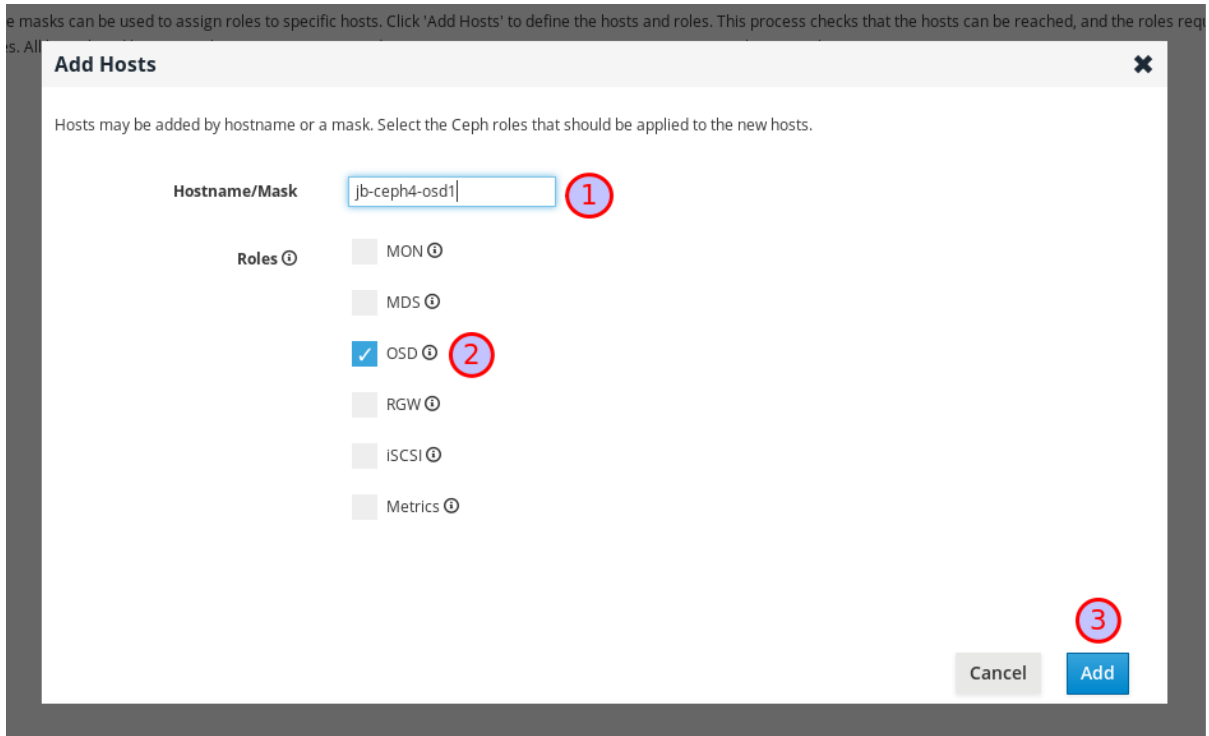 e masks can be used to assign roles to specific hosts. Click 'Add Hosts' to define the hosts and roles. This process checks that the hosts can be reached, and the roles requ
es. All
Add Hosts
Hosts may be added by hostname or a mask. Select the Ceph roles that should be applied to the new hosts.
Hostname/Mask jb-ceph4-osd1 1
Roles MON
MDS
OSD 2
RGW
iSCSI
Metrics
3
Cancel Add